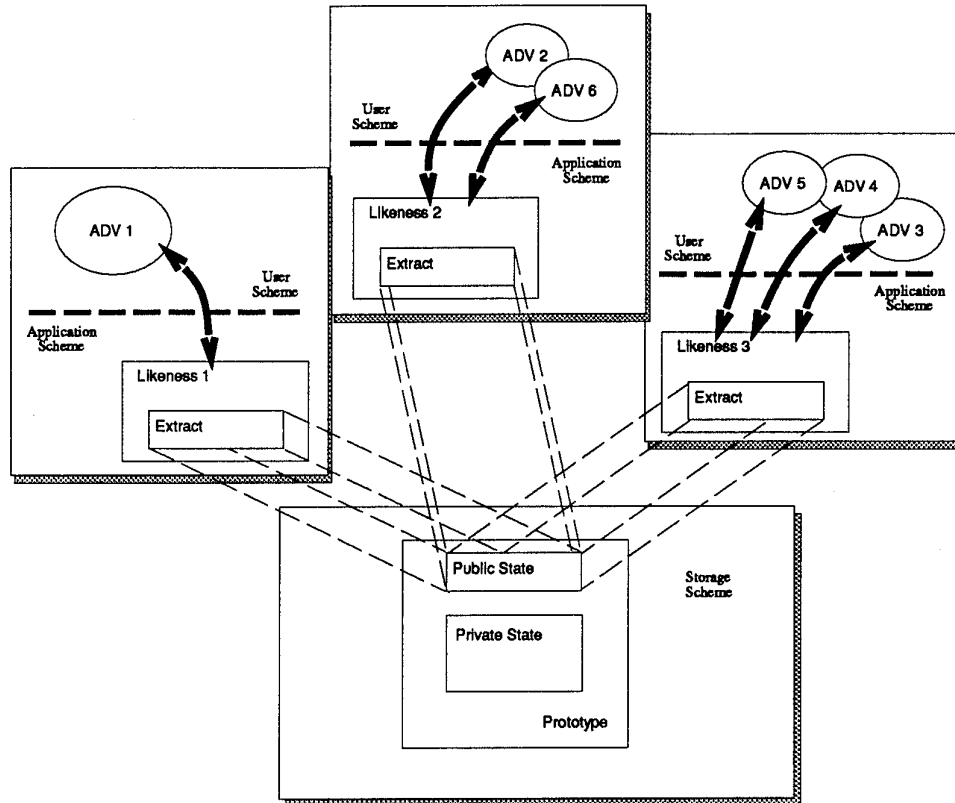 ADV 2
ADV 6
User
Scheme
Application
Scheme
Likeness 2
Extract
ADV 1
User
Scheme
Application
Scheme
Likeness 1
Extract
ADV 5
ADV 4
ADV 3
User
Scheme
Application
Scheme
Likeness 3
Extract
Public State
Storage
Scheme
Private State
Prototype